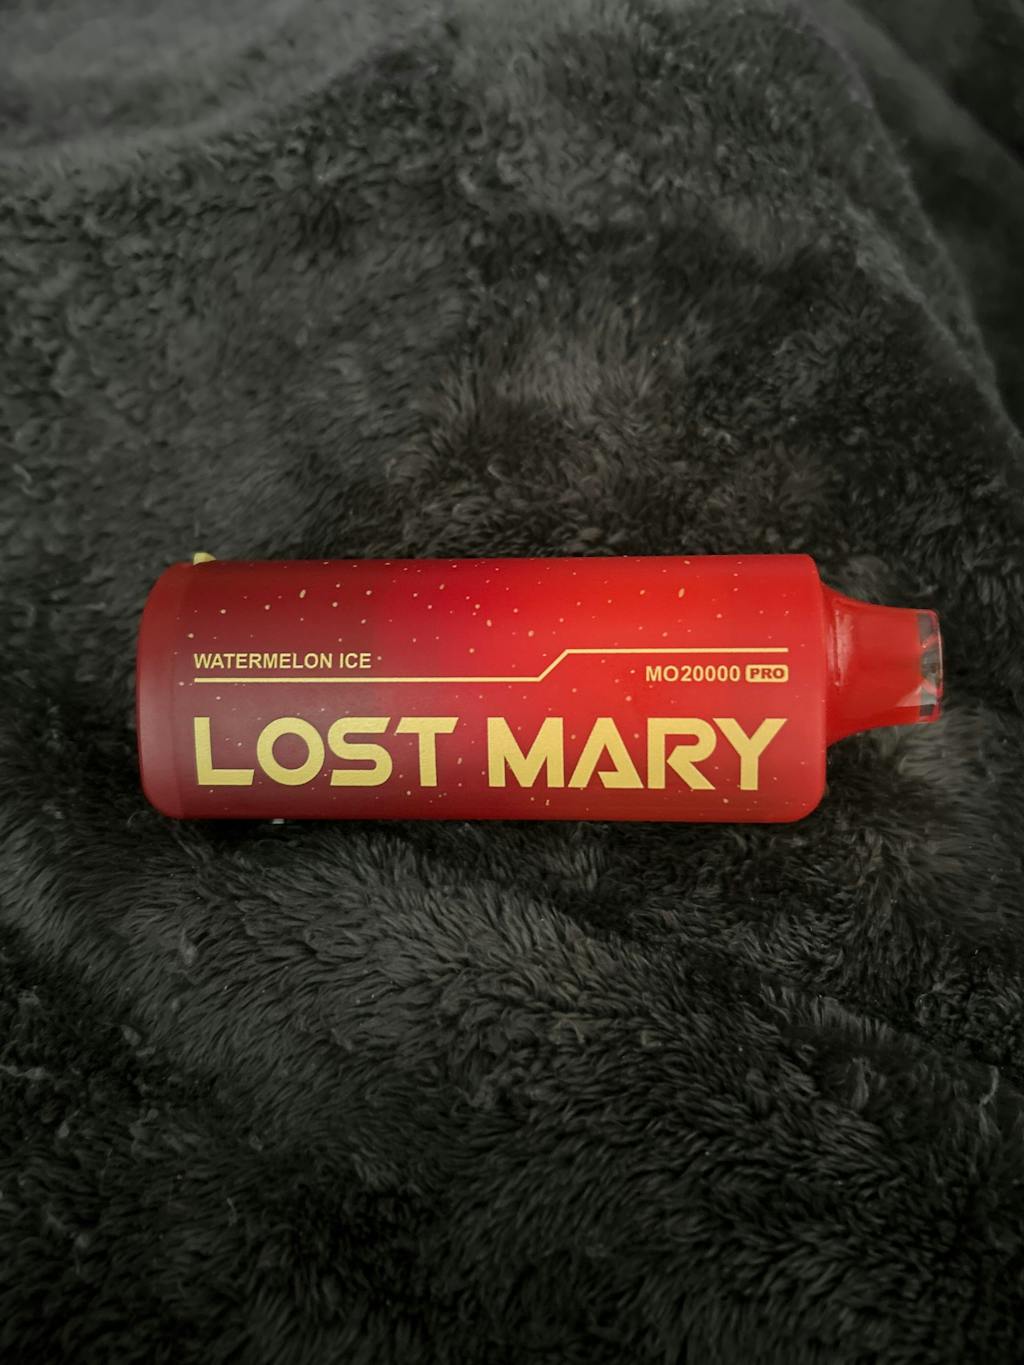 WATERMELON ICE
MO20000 PRO
LOST MARY